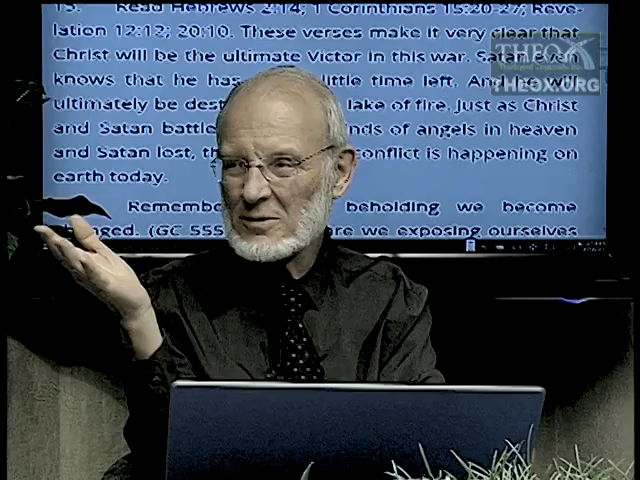 15. Read Hebrews 2:14; 1 Corinthians 15:20-27; Reve-
lation 12:12; 20:10. These verses make it very clear that
Christ will be the ultimate Victor in this war. Satan even
knows that he has little time left. And he will
ultimately be dest lake of fire. Just as Christ
and Satan battle nds of angels in heaven
and Satan lost, th conflict is happening on
earth today.
Remembe beholding we become
changed. (GC 555 re we exposing ourselves
THEOX
THEOX.ORG